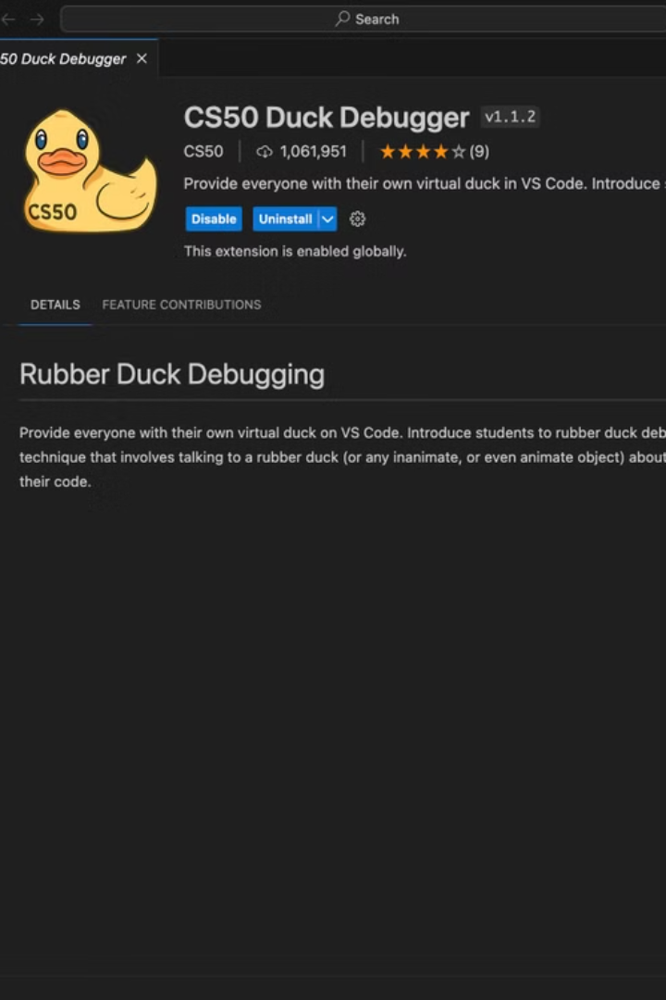 Search
50 Duck Debugger
CS50 Duck Debugger v1.1.2
CS50 1,061,951 (9)
Provide everyone with their own virtual duck in VS Code. Introduce
CS50
Disable Uninstall
This extension is enabled globally.
DETAILS FEATURE CONTRIBUTIONS
Rubber Duck Debugging
Provide everyone with their own virtual duck on VS Code. Introduce students to rubber duck deb
technique that involves talking to a rubber duck (or any inanimate, or even animate object) about
their code.